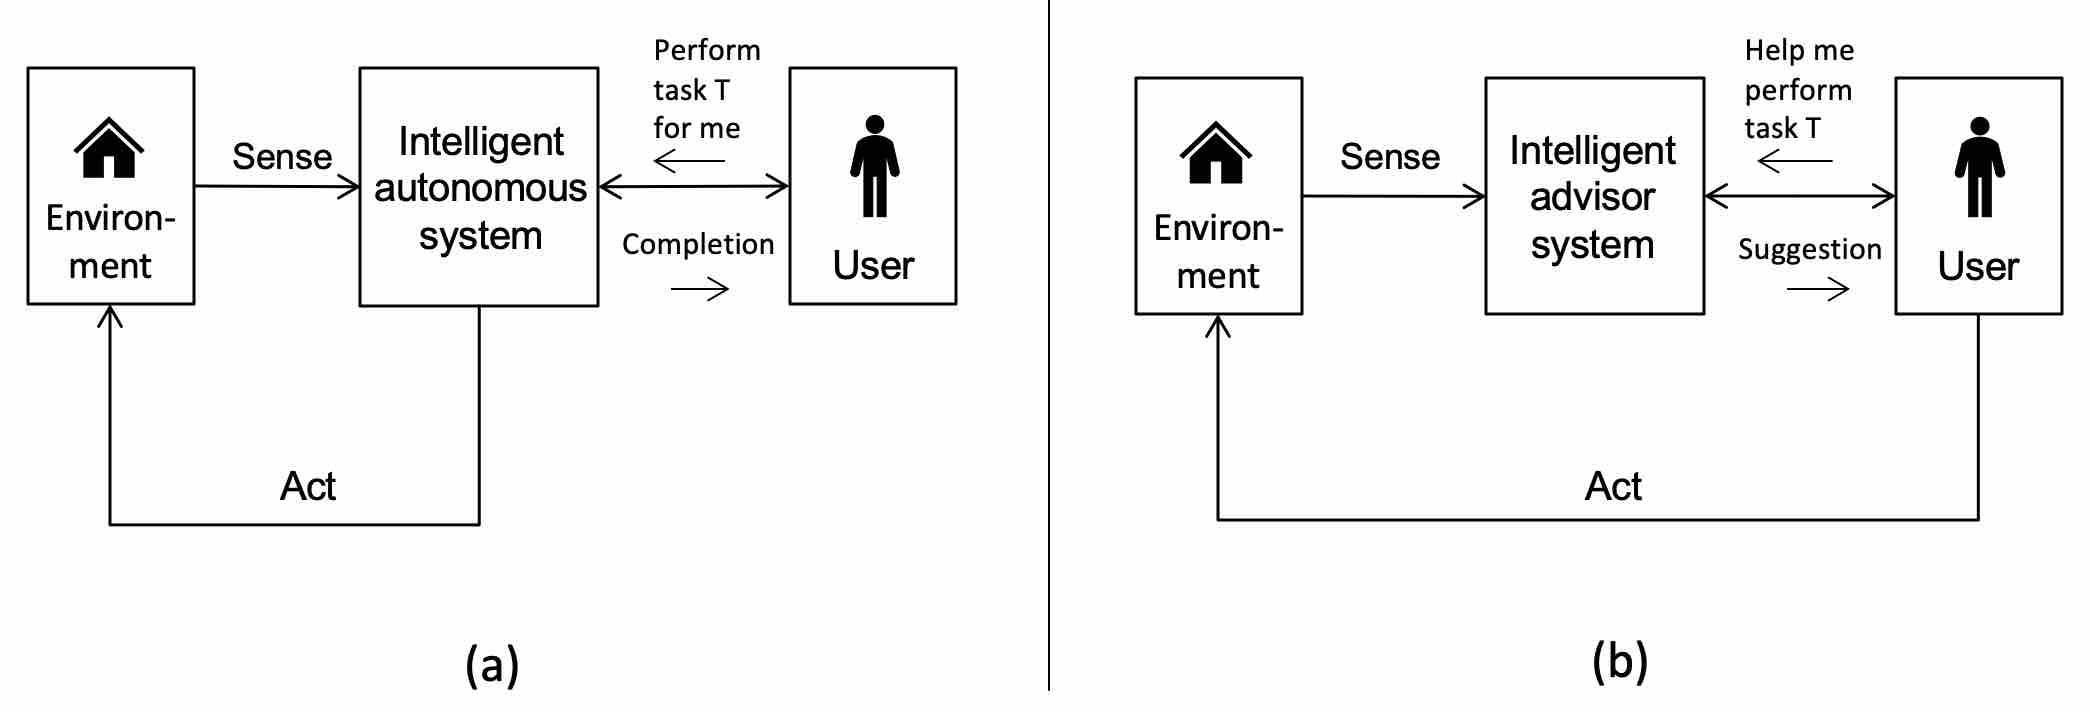 Environ-
ment
Sense
Intelligent
autonomous
system
Perform
task T
for me
Completion
User
Act
(a)
Environ-
ment
Sense
Intelligent
advisor
system
Help me
perform
task T
Suggestion
User
Act
(b)